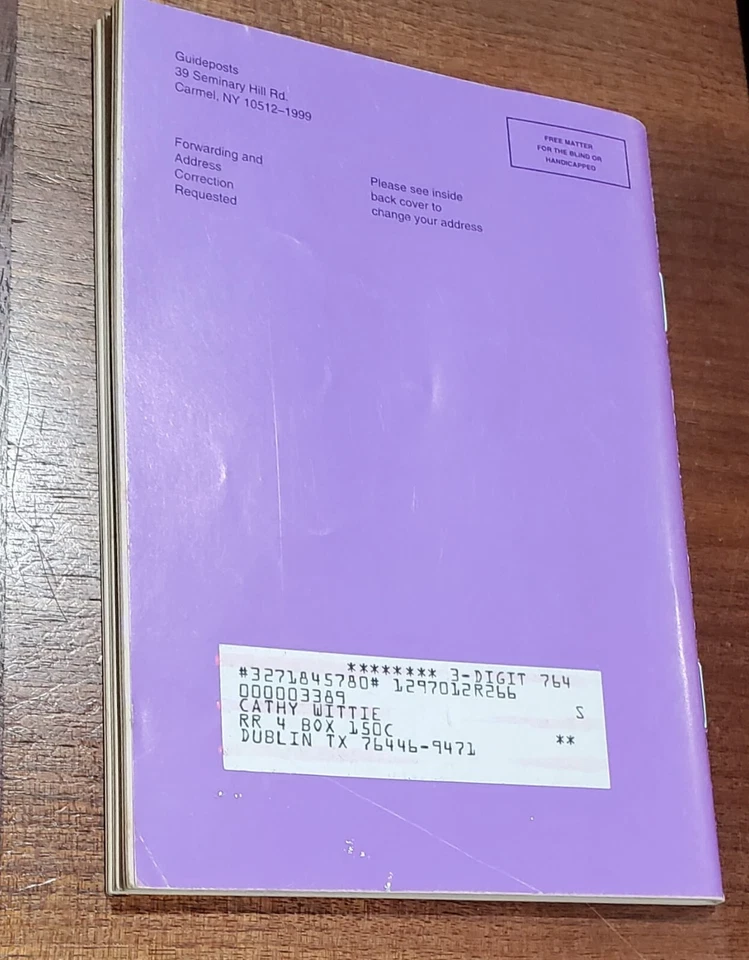 Guideposts
39 Seminary Hill Rd.
Carmel, NY 10512–1999
FREE MATTER
FOR THE BLIND OR
HANDICAPPED
Forwarding and
Address
Correction
Requested
Please see inside
back cover to
change your address
******** 3-DIGIT 764
#3271845780# 1297012R266
000003389 S
CATHY WITTIE
RR 4 BOX 150C **
DUBLIN TX 76446-9471